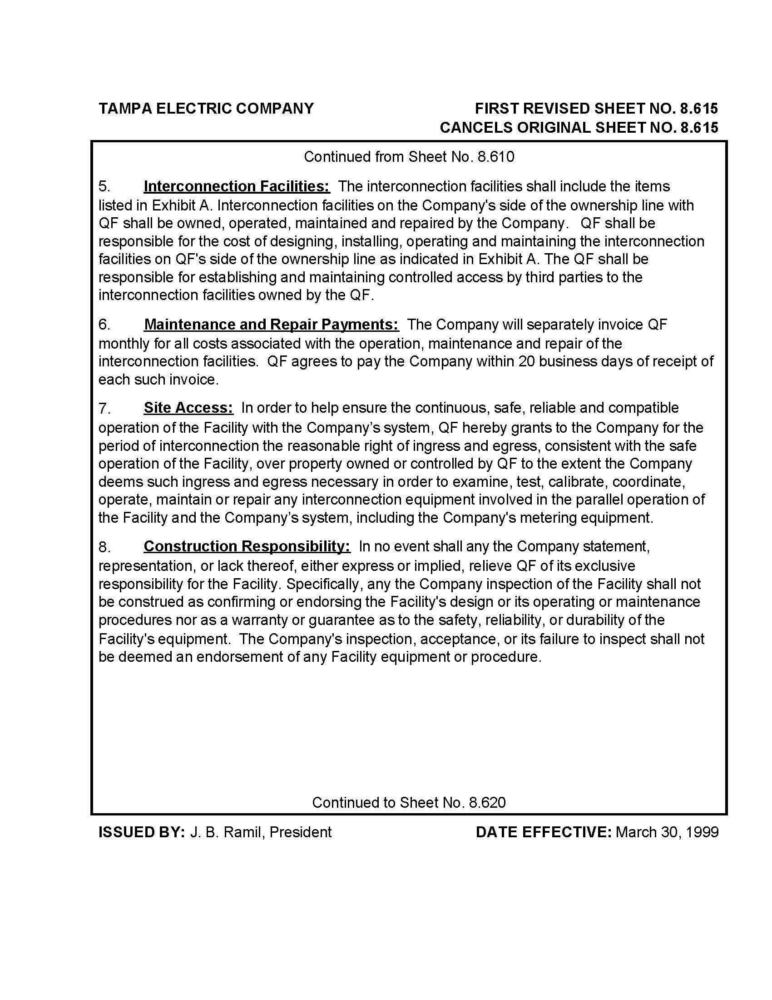 TAMPA ELECTRIC COMPANY
FIRST REVISED SHEET NO. 8.615
CANCELS ORIGINAL SHEET NO. 8.615
Continued from Sheet No. 8.610
5. Interconnection Facilities: The interconnection facilities shall include the items
listed in Exhibit A. Interconnection facilities on the Company's side of the ownership line with
QF shall be owned, operated, maintained and repaired by the Company. QF shall be
responsible for the cost of designing, installing, operating and maintaining the interconnection
facilities on QF's side of the ownership line as indicated in Exhibit A. The QF shall be
responsible for establishing and maintaining controlled access by third parties to the
interconnection facilities owned by the QF.
6. Maintenance and Repair Payments: The Company will separately invoice QF
monthly for all costs associated with the operation, maintenance and repair of the
interconnection facilities. QF agrees to pay the Company within 20 business days of receipt of
each such invoice.
7. Site Access: In order to help ensure the continuous, safe, reliable and compatible
operation of the Facility with the Company’s system, QF hereby grants to the Company for the
period of interconnection the reasonable right of ingress and egress, consistent with the safe
operation of the Facility, over property owned or controlled by QF to the extent the Company
deems such ingress and egress necessary in order to examine, test, calibrate, coordinate,
operate, maintain or repair any interconnection equipment involved in the parallel operation of
the Facility and the Company’s system, including the Company's metering equipment.
8. Construction Responsibility: In no event shall any the Company statement,
representation, or lack thereof, either express or implied, relieve QF of its exclusive
responsibility for the Facility. Specifically, any the Company inspection of the Facility shall not
be construed as confirming or endorsing the Facility's design or its operating or maintenance
procedures nor as a warranty or guarantee as to the safety, reliability, or durability of the
Facility's equipment. The Company's inspection, acceptance, or its failure to inspect shall not
be deemed an endorsement of any Facility equipment or procedure.
Continued to Sheet No. 8.620
ISSUED BY: J. B. Ramil, President
DATE EFFECTIVE: March 30, 1999